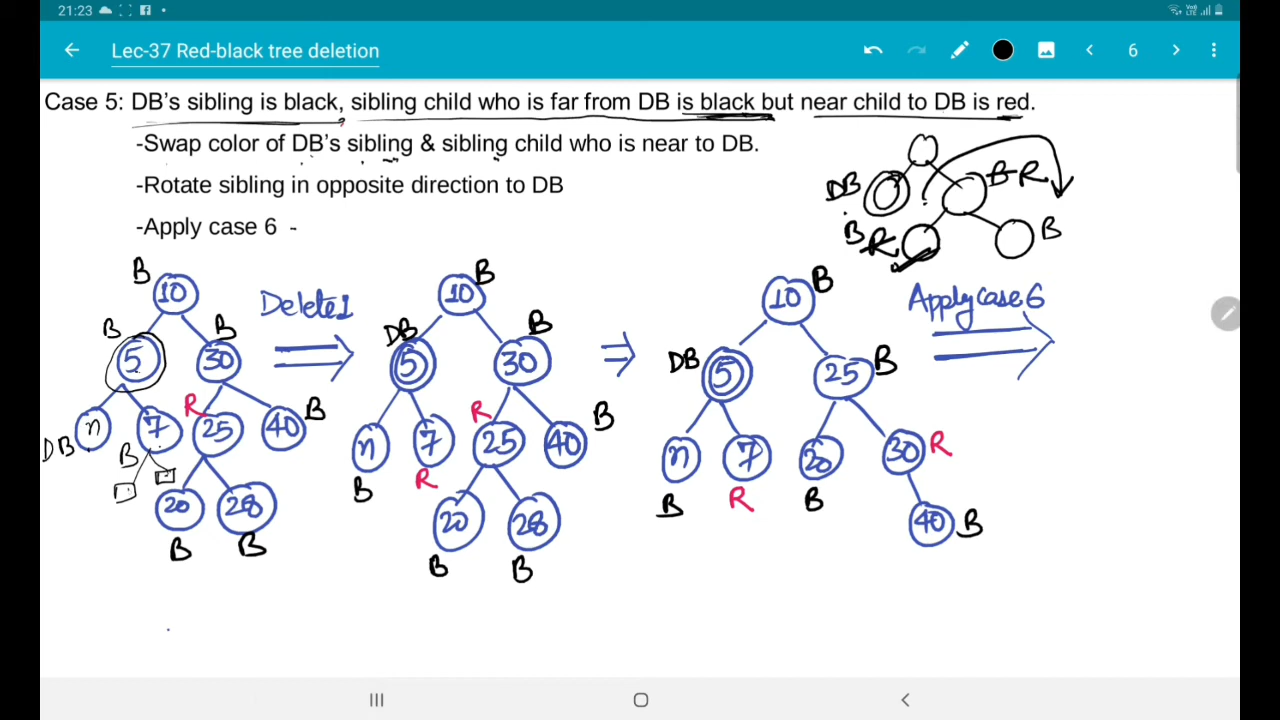 21:23
Lec-37 Red-black tree deletion
6
Case 5: DB's sibling is black, sibling child who is far from DB is black but near child to DB is red.
-Swap color of DB's sibling & sibling child who is near to DB.
-Rotate sibling in opposite direction to DB
-Apply case 6 -
DB B R
B R B
B B B
10 Delete1 10 10 Apply case 6
B B DB B DB B
5 30 5 30 5 25
R B R B
DB n 7 25 40 n 7 25 40 n 7 20 30 R
B B R B R B
20 28 20 28 40 B
B B B B